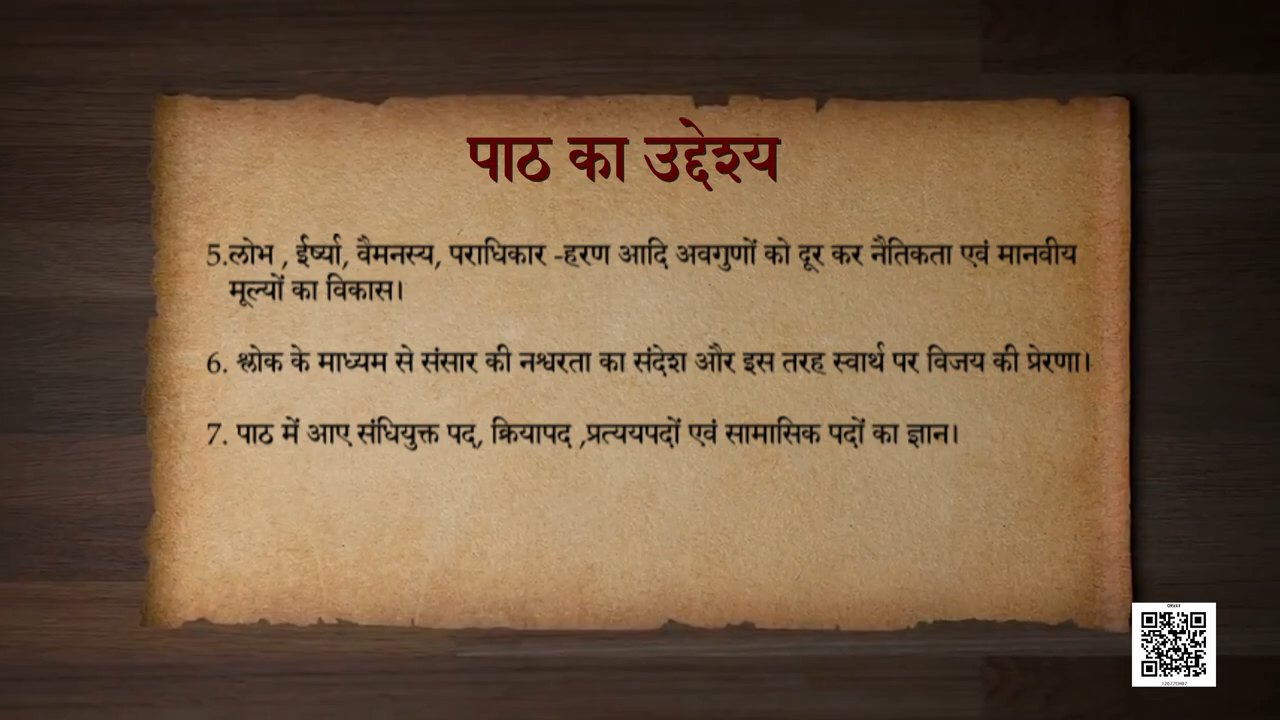 पाठ का उद्देश्य
5.लोभ , ईर्ष्या, वैमनस्य, पराधिकार -हरण आदि अवगुणों को दूर कर नैतिकता एवं मानवीय
मूल्यों का विकास।
6. श्लोक के माध्यम से संसार की नश्वरता का संदेश और इस तरह स्वार्थ पर विजय की प्रेरणा।
7. पाठ में आए संधियुक्त पद, क्रियापद ,प्रत्ययपदों एवं सामासिक पदों का ज्ञान।